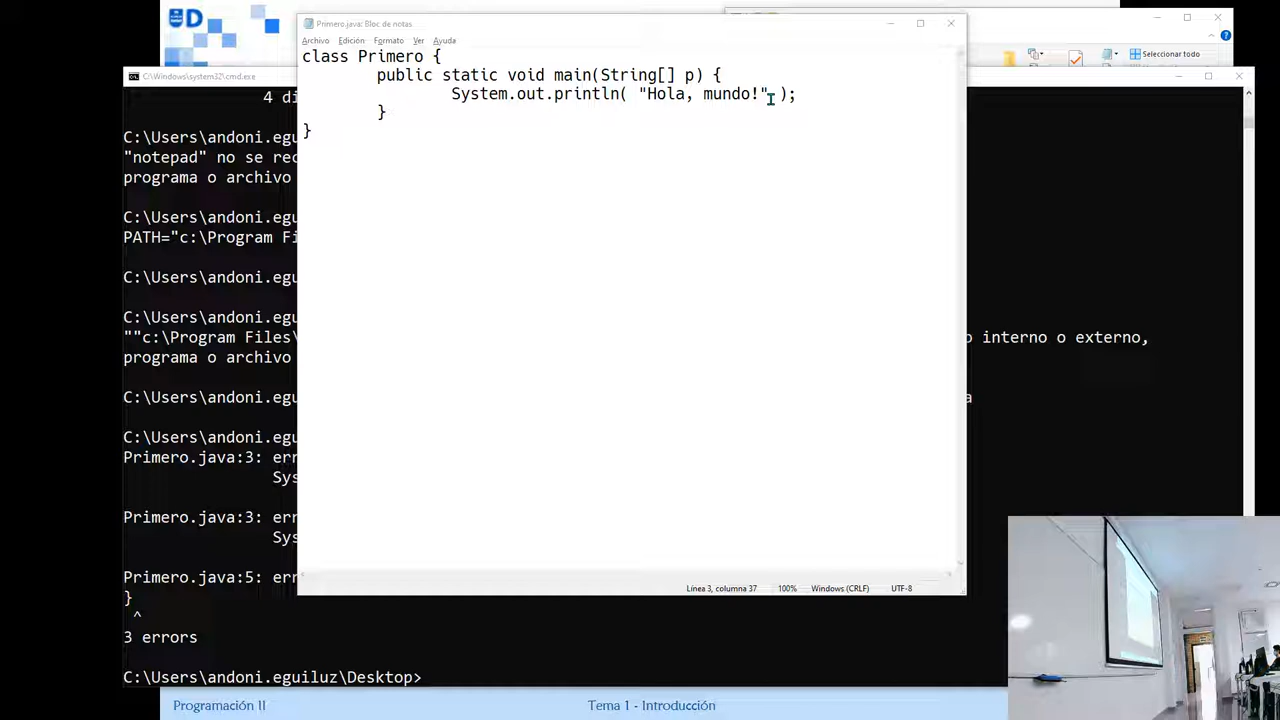 D
Primero.java: Bloc de notas
Archivo Edición Formato Ver Ayuda
class Primero {
public static void main(String[] p) {
System.out.println( "Hola, mundo!" );
}
}
Línea 3, columna 37 100% Windows (CRLF) UTF-8
Seleccionar todo
C:\Windows\system32\cmd.exe
4 di
C:\Users\andoni.egu
"notepad" no se rec
programa o archivo
C:\Users\andoni.egu
PATH="c:\Program Fi
C:\Users\andoni.egu
C:\Users\andoni.egu
""c:\Program Files\ o interno o externo,
programa o archivo
C:\Users\andoni.egu a
C:\Users\andoni.egu
Primero.java:3: err
Sys
Primero.java:3: err
Sys
Primero.java:5: err
}
^
3 errors
C:\Users\andoni.eguiluz\Desktop>
Programación II Tema 1 - Introducción